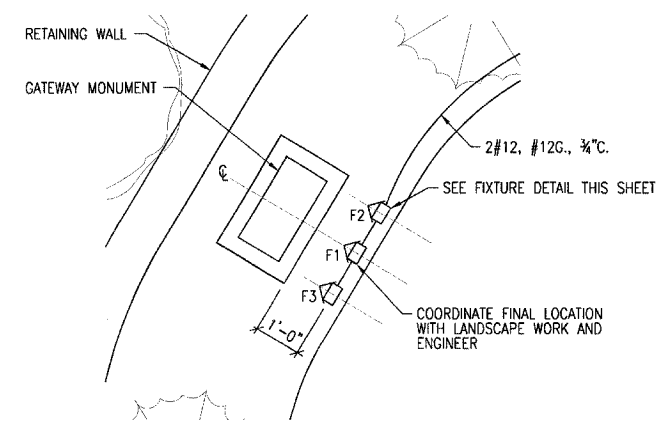 RETAINING WALL
GATEWAY MONUMENT
2#12, #12G., ¾"C.
℄
SEE FIXTURE DETAIL THIS SHEET
F2
F1
F3
COORDINATE FINAL LOCATION
WITH LANDSCAPE WORK AND
ENGINEER
1'-0"